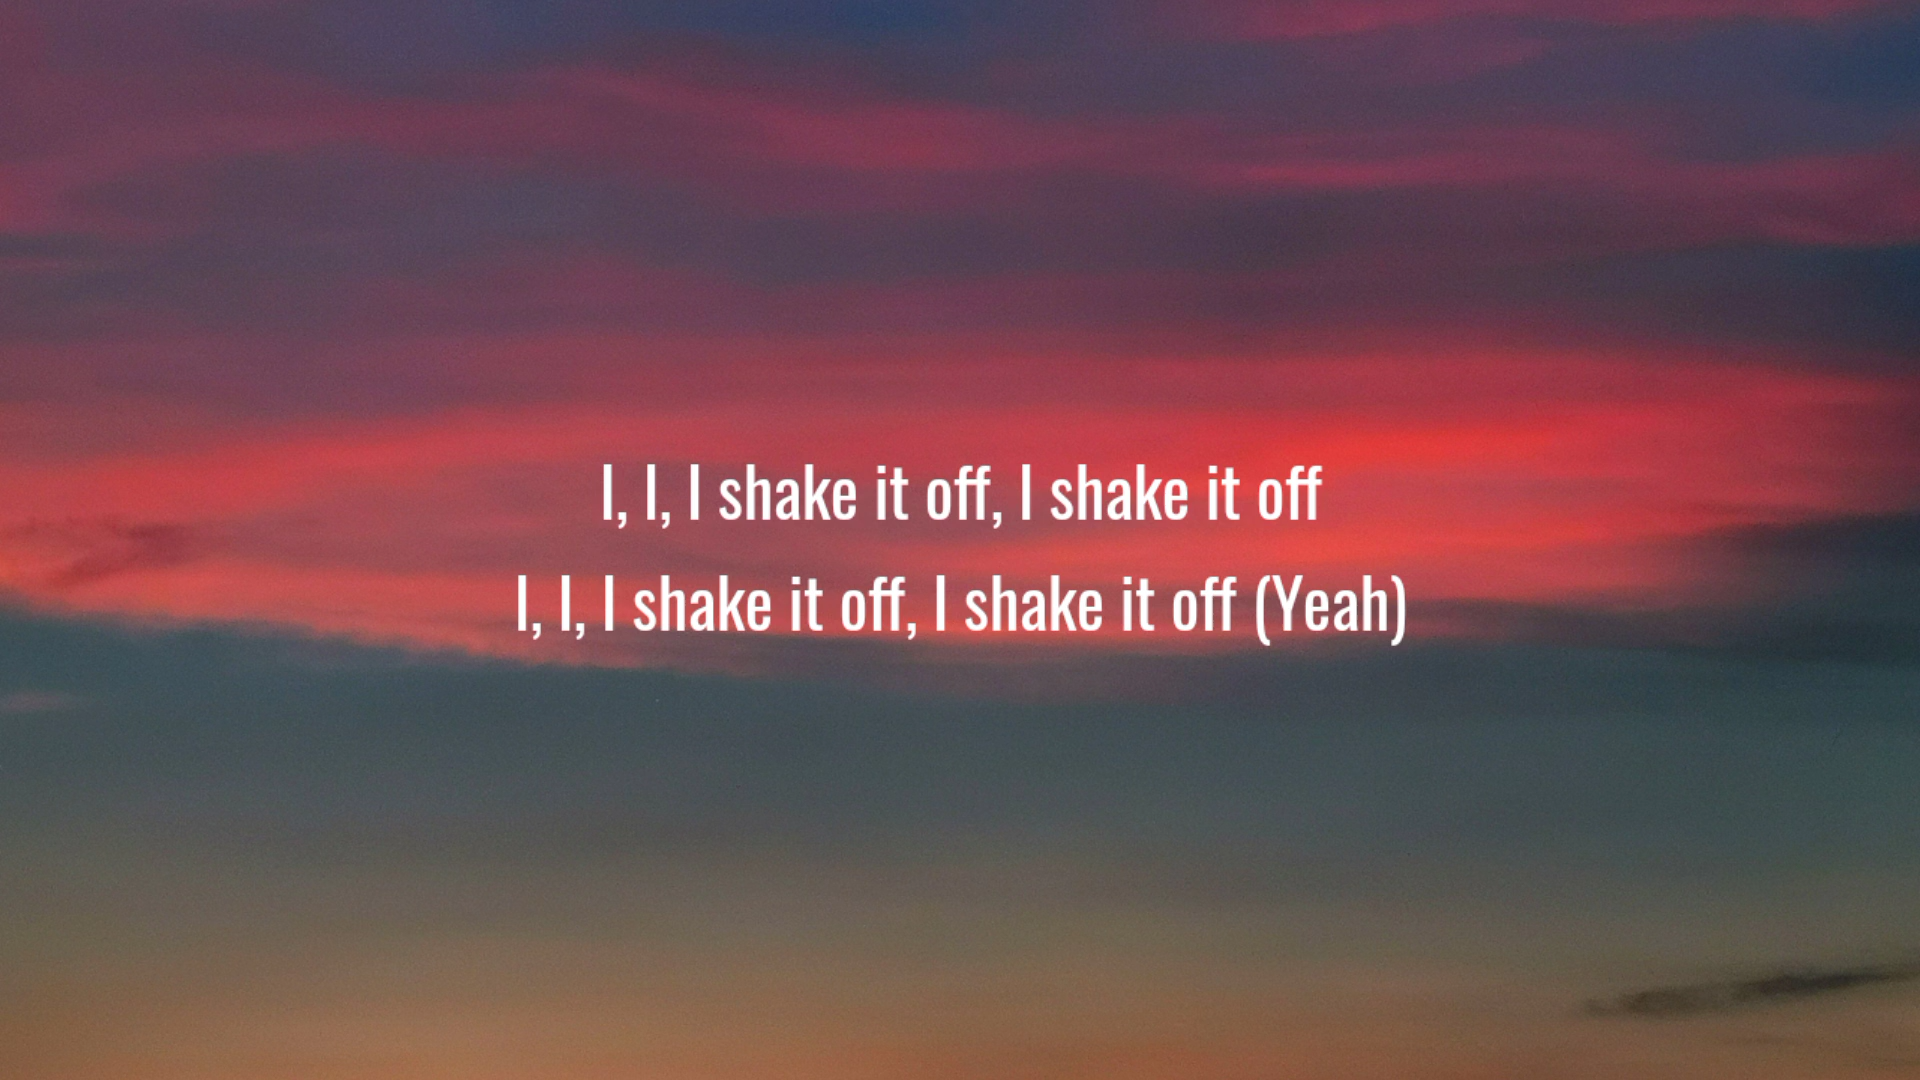 I, I, I shake it off, I shake it off
I, I, I shake it off, I shake it off (Yeah)